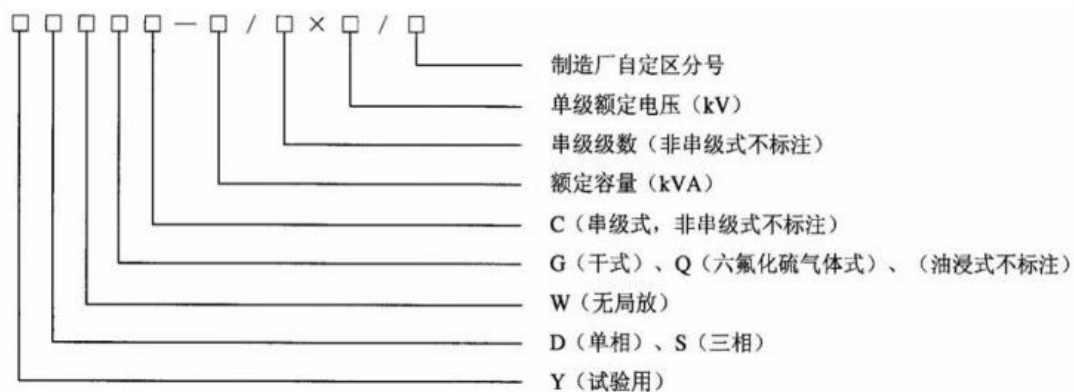 □□□□□—□/□×□/□
制造厂自定区分号
单级额定电压（kV）
串级级数（非串级式不标注）
额定容量（kVA）
C（串级式，非串级式不标注）
G（干式）、Q（六氟化硫气体式）、（油浸式不标注）
W（无局放）
D（单相）、S（三相）
Y（试验用）